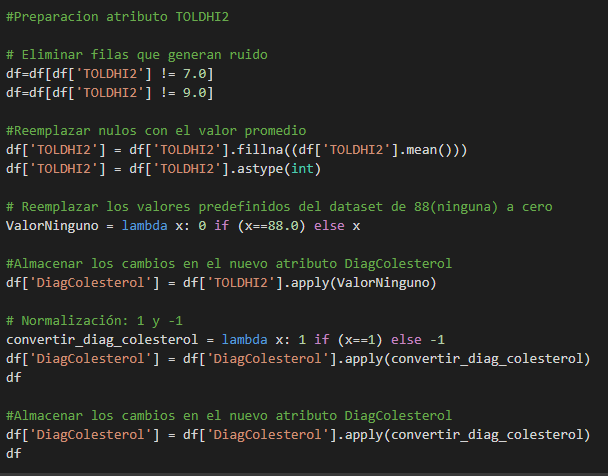 #Preparacion atributo TOLDHI2
# Eliminar filas que generan ruido
df=df[df['TOLDHI2'] != 7.0]
df=df[df['TOLDHI2'] != 9.0]
#Reemplazar nulos con el valor promedio
df['TOLDHI2'] = df['TOLDHI2'].fillna((df['TOLDHI2'].mean()))
df['TOLDHI2'] = df['TOLDHI2'].astype(int)
# Reemplazar los valores predefinidos del dataset de 88(ninguna) a cero
ValorNinguno = lambda x: 0 if (x==88.0) else x
#Almacenar los cambios en el nuevo atributo DiagColesterol
df['DiagColesterol'] = df['TOLDHI2'].apply(ValorNinguno)
# Normalización: 1 y -1
convertir_diag_colesterol = lambda x: 1 if (x==1) else -1
df['DiagColesterol'] = df['DiagColesterol'].apply(convertir_diag_colesterol)
df
#Almacenar los cambios en el nuevo atributo DiagColesterol
df['DiagColesterol'] = df['DiagColesterol'].apply(convertir_diag_colesterol)
df